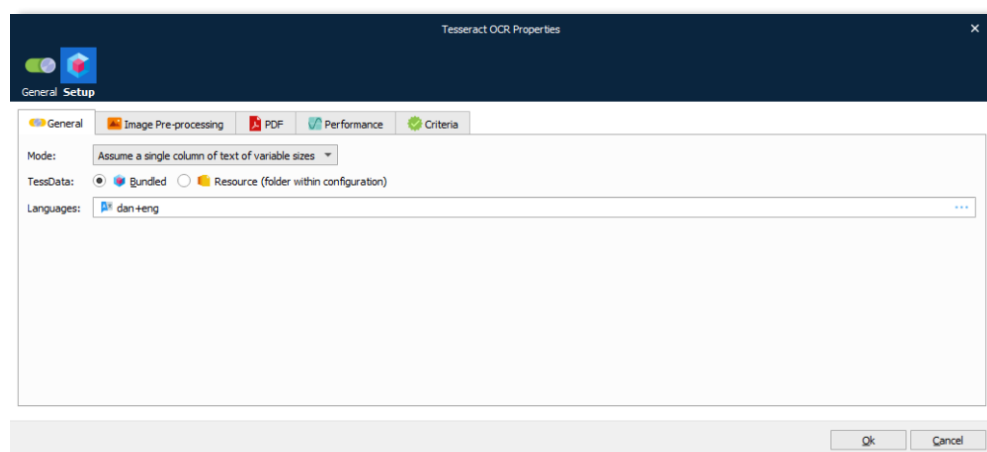 Tesseract OCR Properties
General Setup
General Image Pre-processing PDF Performance Criteria
Mode: Assume a single column of text of variable sizes
TessData: Bundled Resource (folder within configuration)
Languages: dan+eng
Ok Cancel